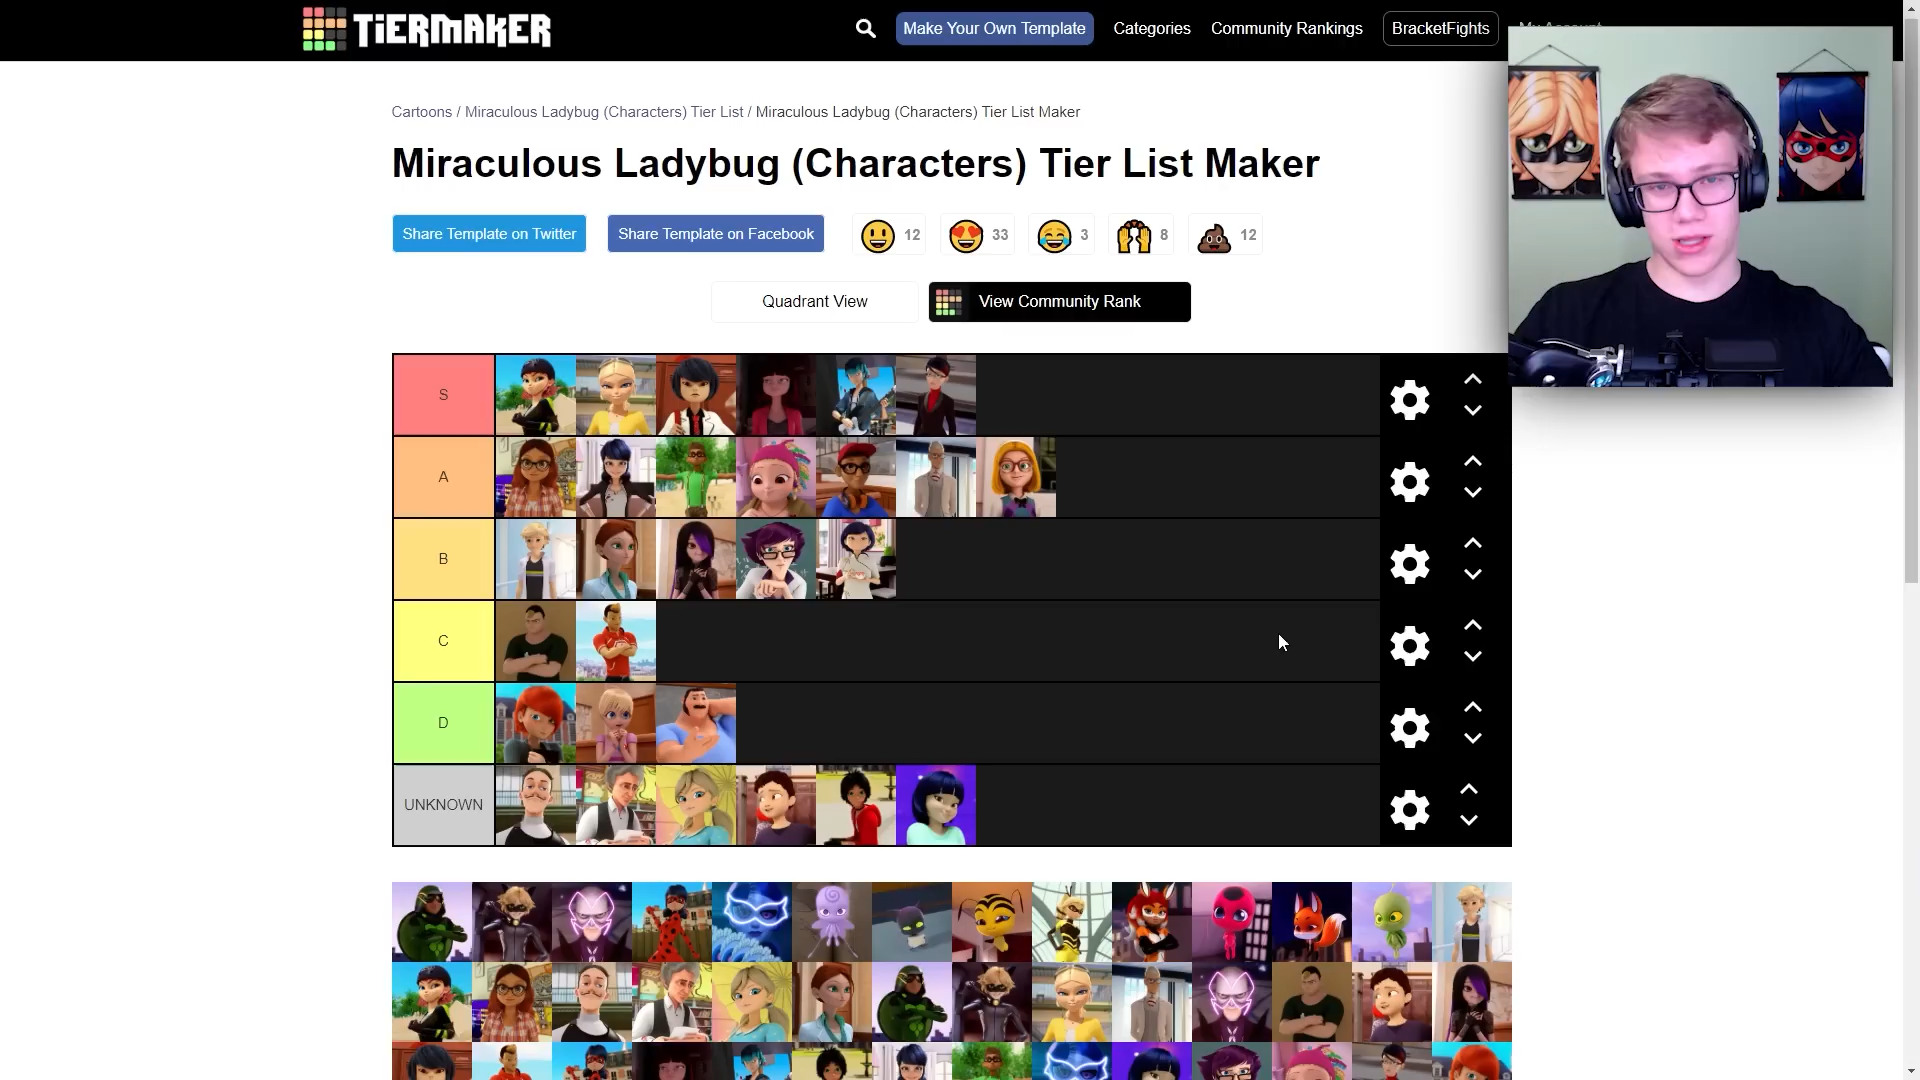 TiERMAKER
Make Your Own Template
Categories
Community Rankings
BracketFights
My Account
Cartoons / Miraculous Ladybug (Characters) Tier List / Miraculous Ladybug (Characters) Tier List Maker
Miraculous Ladybug (Characters) Tier List Maker
Share Template on Twitter
Share Template on Facebook
12
33
3
8
12
Quadrant View
View Community Rank
S
A
B
C
D
UNKNOWN